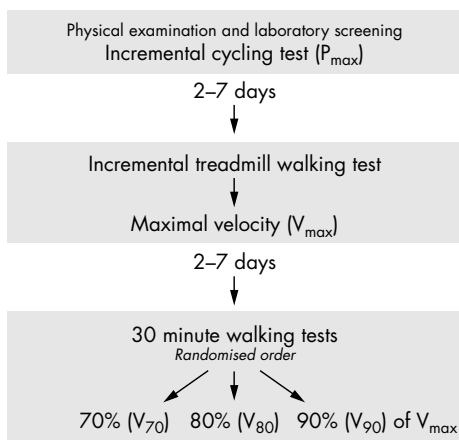 Physical examination and laboratory screening
Incremental cycling test (Pmax)
2–7 days
Incremental treadmill walking test
Maximal velocity (Vmax)
2–7 days
30 minute walking tests
Randomised order
70% (V70) 80% (V80) 90% (V90) of Vmax